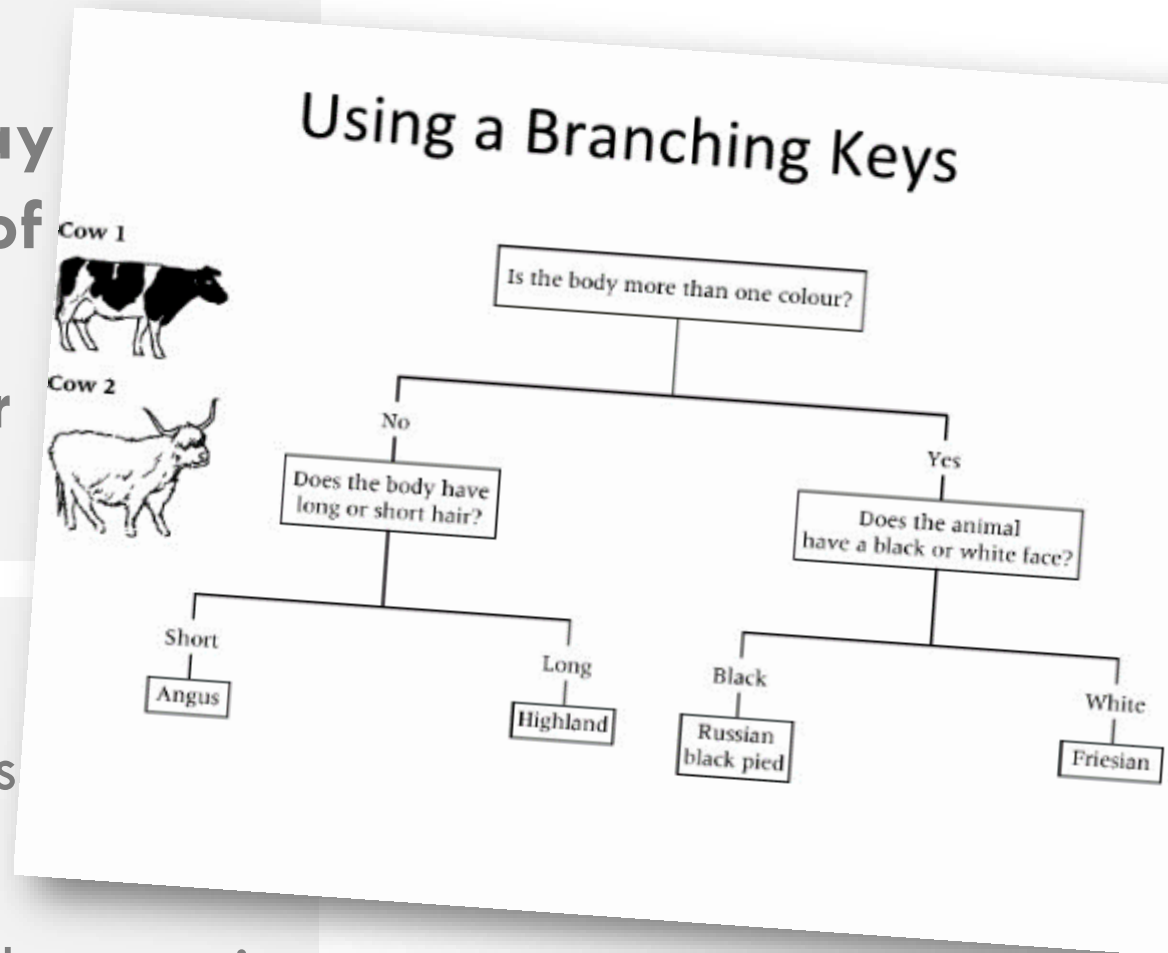 ay
of
r
s
Using a Branching Keys
Cow 1
Cow 2
Is the body more than one colour?
No
Yes
Does the body have
long or short hair?
Does the animal
have a black or white face?
Short
Long
Black
White
Angus
Highland
Russian
black pied
Friesian